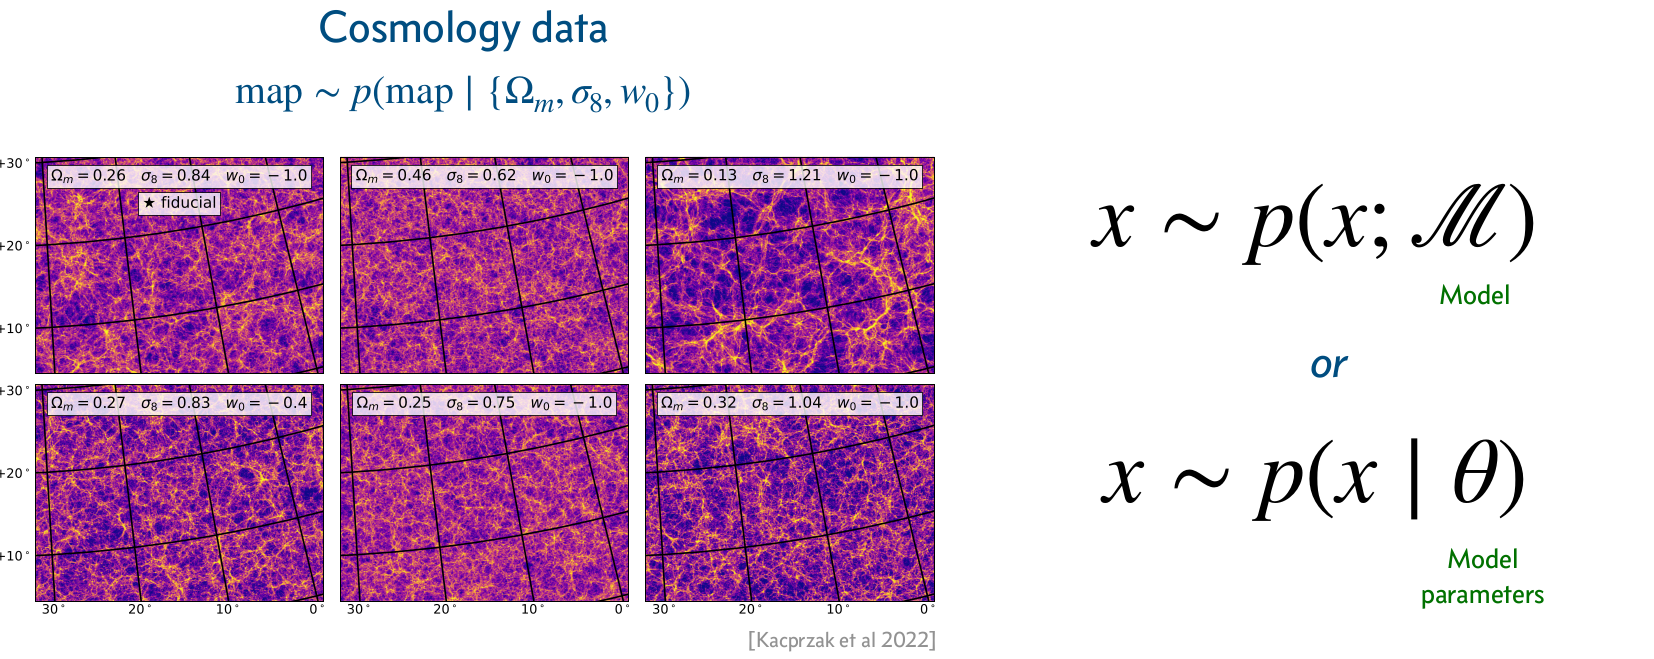 Cosmology data
map ∼ p(map | {Ωₘ, σ₈, w₀})
+30°
+20°
+10°
Ωₘ = 0.26 σ₈ = 0.84 w₀ = −1.0
★ fiducial
Ωₘ = 0.46 σ₈ = 0.62 w₀ = −1.0
Ωₘ = 0.13 σ₈ = 1.21 w₀ = −1.0
+30°
+20°
+10°
Ωₘ = 0.27 σ₈ = 0.83 w₀ = −0.4
Ωₘ = 0.25 σ₈ = 0.75 w₀ = −1.0
Ωₘ = 0.32 σ₈ = 1.04 w₀ = −1.0
30° 20° 10° 0°
30° 20° 10° 0°
30° 20° 10° 0°
[Kacprzak et al 2022]
x ∼ p(x; ℳ)
Model
or
x ∼ p(x | θ)
Model
parameters